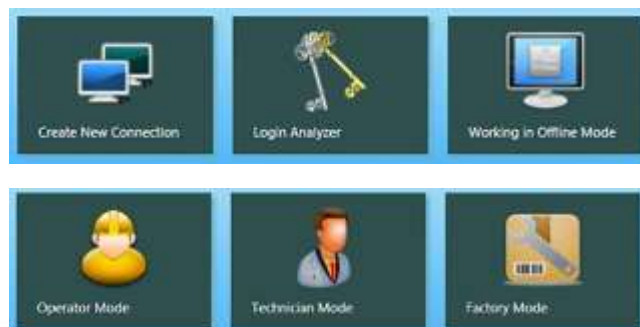 Create New Connection
Login Analyzer
Working in Offline Mode
Operator Mode
Technician Mode
Factory Mode